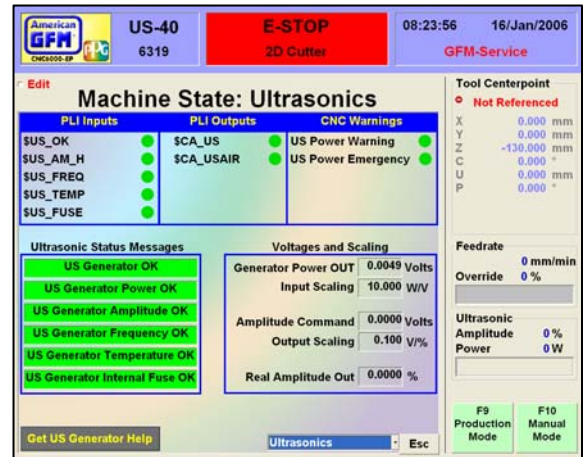 American
GFM
PPG
CNC6000-EP
US-40
6319
E-STOP
2D Cutter
08:23:56 16/Jan/2006
GFM-Service
Edit
Machine State: Ultrasonics
PLI Inputs PLI Outputs CNC Warnings
$US_OK $CA_US US Power Warning
$US_AM_H $CA_USAIR US Power Emergency
$US_FREQ
$US_TEMP
$US_FUSE
Ultrasonic Status Messages
US Generator OK
US Generator Power OK
US Generator Amplitude OK
US Generator Frequency OK
US Generator Temperature OK
US Generator Internal Fuse OK
Voltages and Scaling
Generator Power OUT 0.0049 Volts
Input Scaling 10.000 W/V
Amplitude Command 0.0000 Volts
Output Scaling 0.100 V/%
Real Amplitude Out 0.0000 %
Get US Generator Help
Ultrasonics
Esc
Tool Centerpoint
Not Referenced
X 0.000 mm
Y 0.000 mm
Z -130.000 mm
C 0.000 °
U 0.000 mm
P 0.000 °
Feedrate
0 mm/min
Override 0 %
Ultrasonic
Amplitude 0 %
Power 0 W
F9
Production
Mode
F10
Manual
Mode